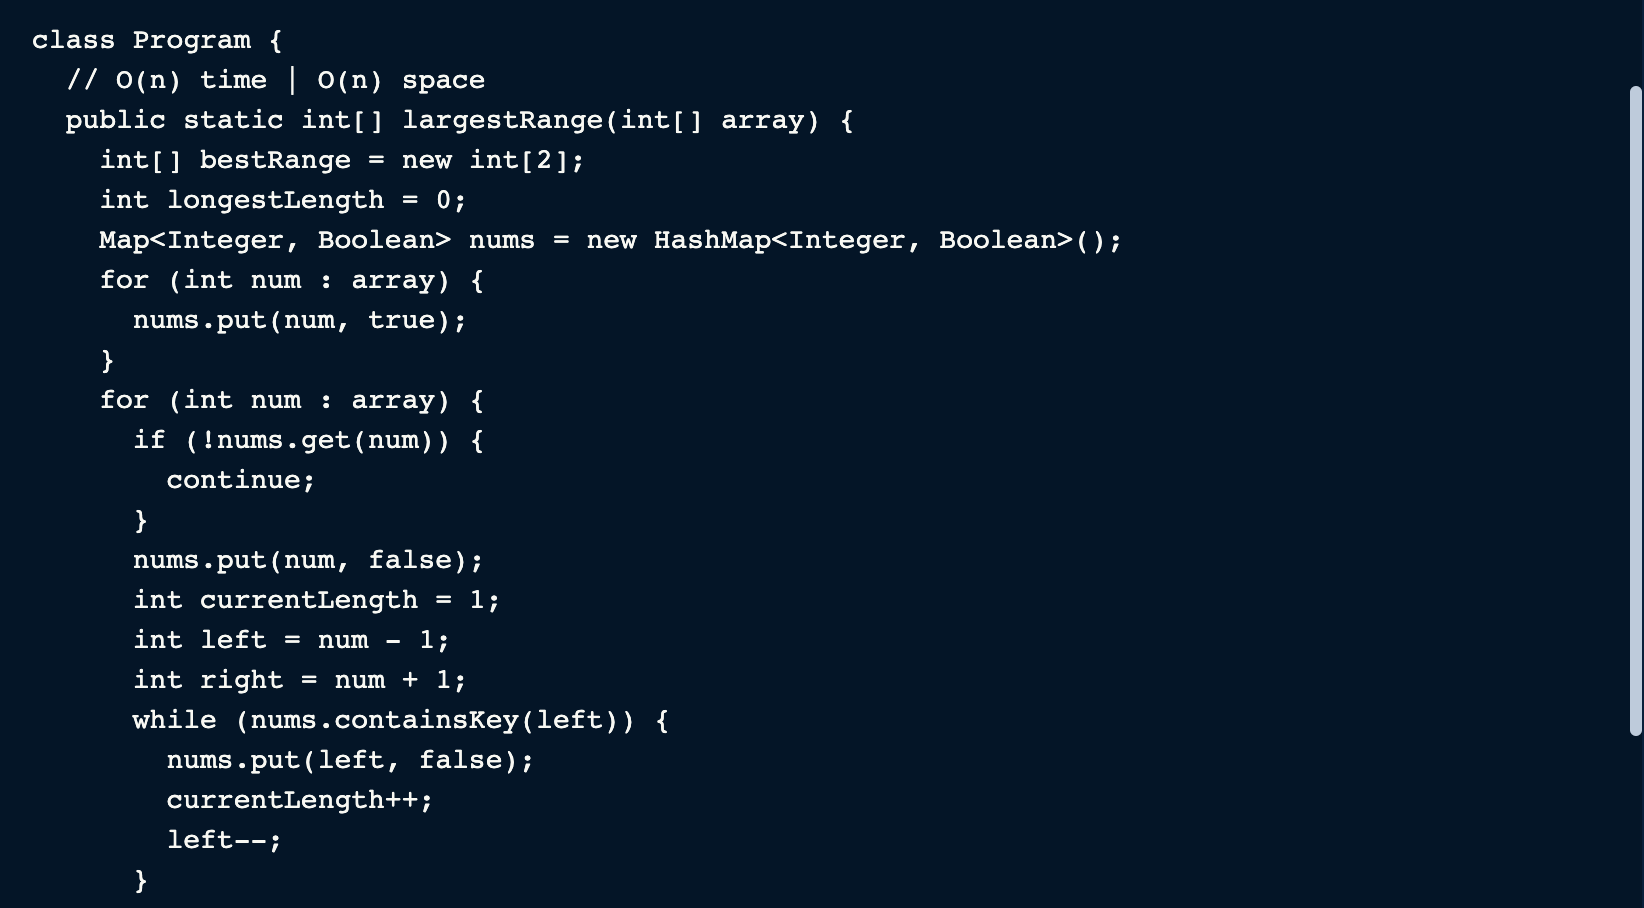 class Program {
  // O(n) time | O(n) space
  public static int[] largestRange(int[] array) {
    int[] bestRange = new int[2];
    int longestLength = 0;
    Map<Integer, Boolean> nums = new HashMap<Integer, Boolean>();
    for (int num : array) {
      nums.put(num, true);
    }
    for (int num : array) {
      if (!nums.get(num)) {
        continue;
      }
      nums.put(num, false);
      int currentLength = 1;
      int left = num - 1;
      int right = num + 1;
      while (nums.containsKey(left)) {
        nums.put(left, false);
        currentLength++;
        left--;
      }